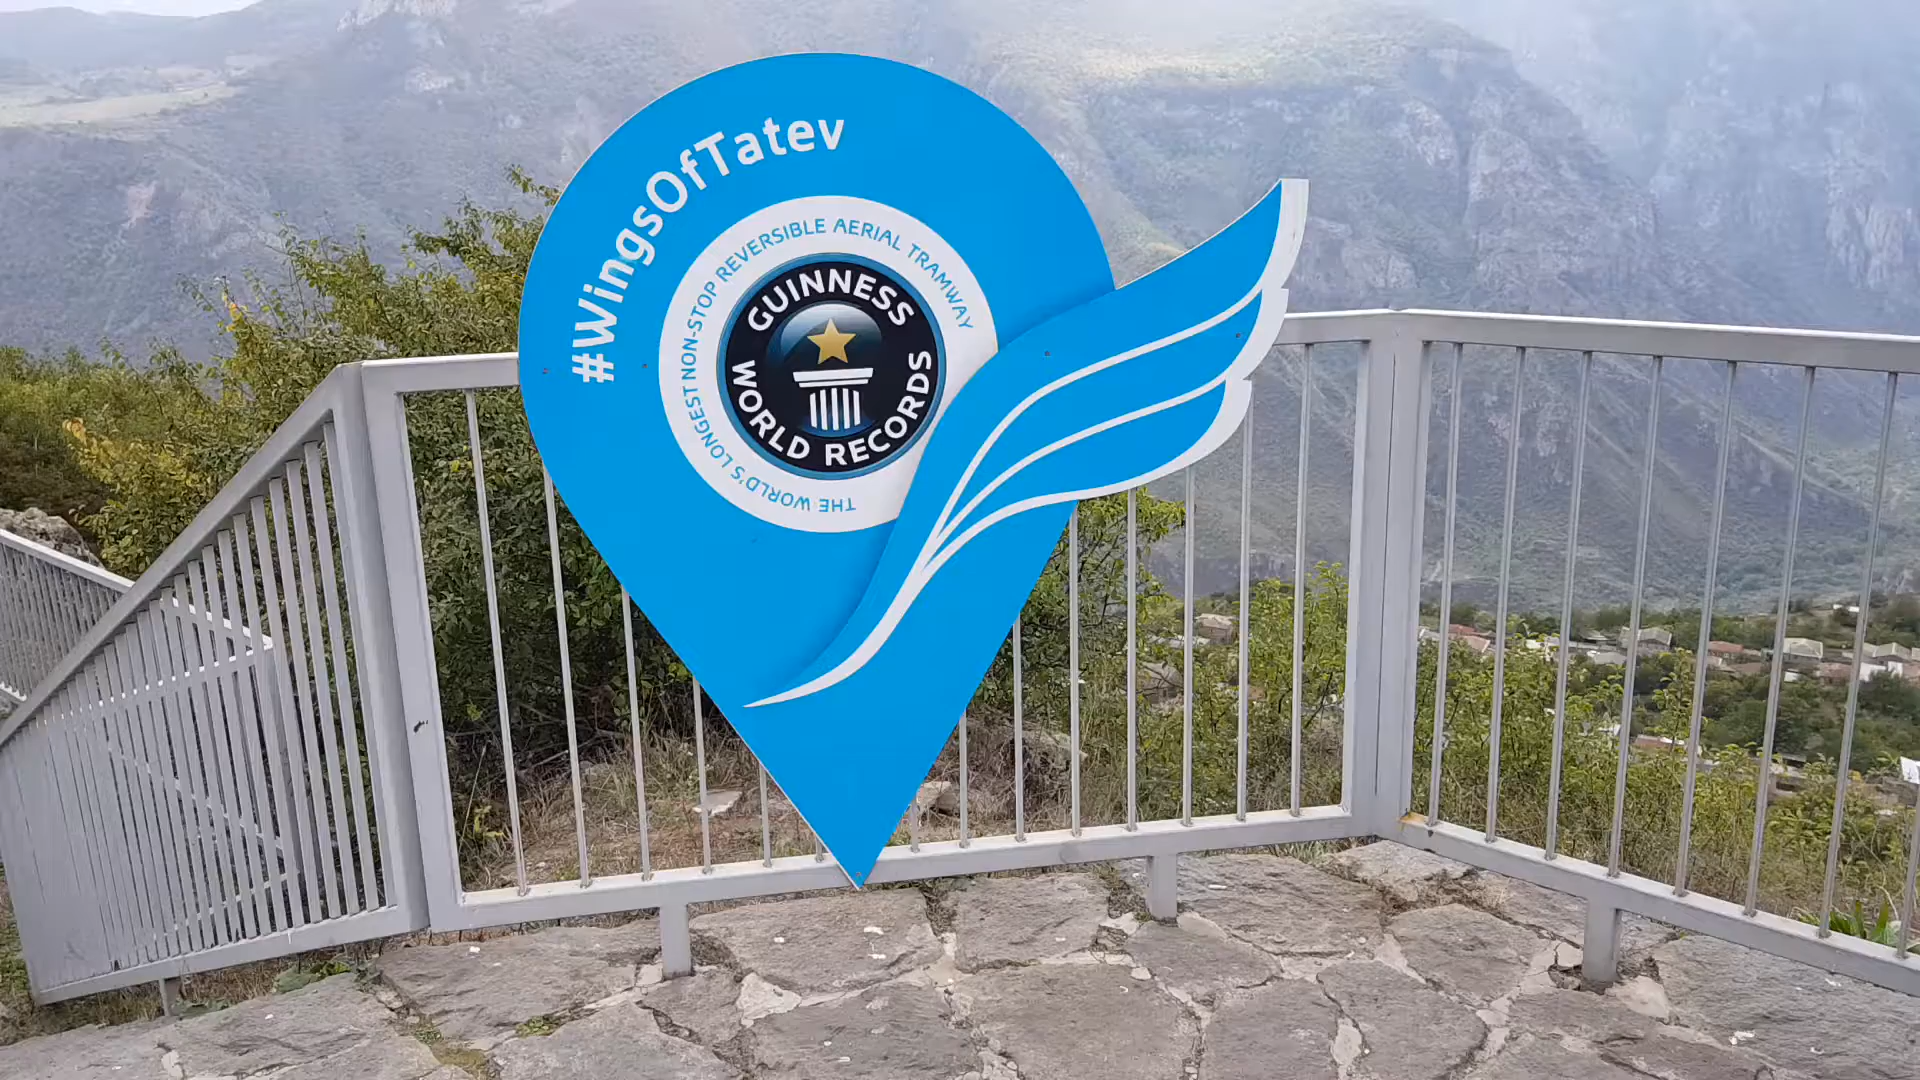 #WingsOfTatev
THE WORLD'S LONGEST NON-STOP REVERSIBLE AERIAL TRAMWAY
GUINNESS
WORLD RECORDS